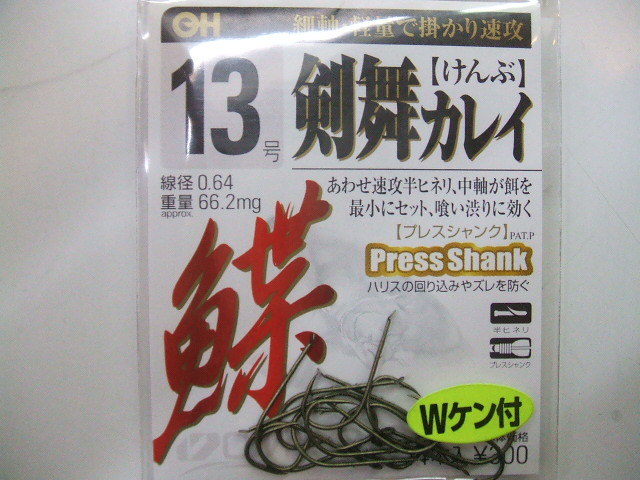 OH 細軸、軽量で掛かり速攻
13号
剣舞【けんぶ】
カレイ
線径 0.64
重量 66.2mg
approx.
あわせ速攻半ヒネリ、中軸が餌を
最小にセット、喰い渋りに効く
【プレスシャンク】PAT.P
Press Shank
ハリスの回り込みやズレを防ぐ
鰈
半ヒネリ
プレスシャンク
Wケン付